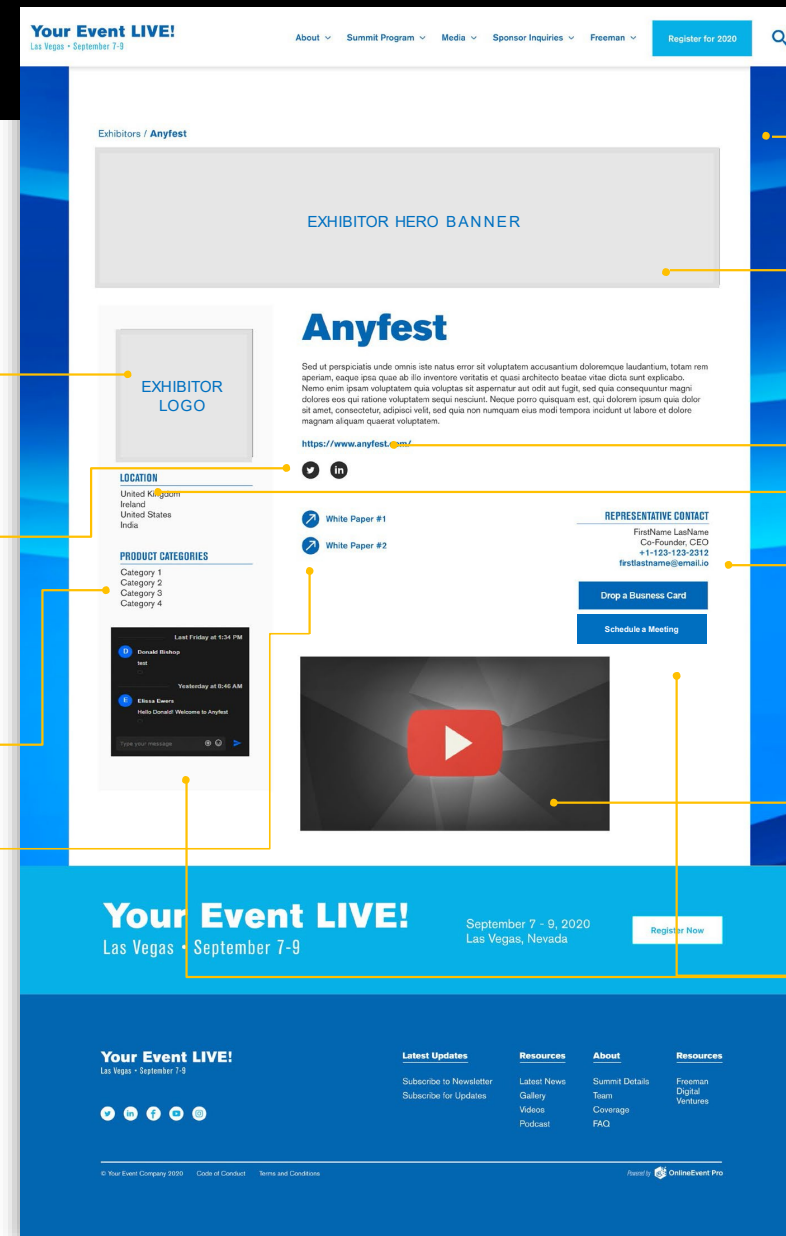 Your Event LIVE!
Las Vegas • September 7-9
About
Summit Program
Media
Sponsor Inquiries
Freeman
Register for 2020
Exhibitors / Anyfest
EXHIBITOR HERO BANNER
EXHIBITOR
LOGO
LOCATION
United Kingdom
Ireland
United States
India
PRODUCT CATEGORIES
Category 1
Category 2
Category 3
Category 4
Last Friday at 1:34 PM
D
Donald Bishop
test
Yesterday at 8:46 AM
E
Elissa Ewers
Hello Donald! Welcome to Anyfest
Type your message
Anyfest
Sed ut perspiciatis unde omnis iste natus error sit voluptatem accusantium doloremque laudantium, totam rem
aperiam, eaque ipsa quae ab illo inventore veritatis et quasi architecto beatae vitae dicta sunt explicabo.
Nemo enim ipsam voluptatem quia voluptas sit aspernatur aut odit aut fugit, sed quia consequuntur magni
dolores eos qui ratione voluptatem sequi nesciunt. Neque porro quisquam est, qui dolorem ipsum quia dolor
sit amet, consectetur, adipisci velit, sed quia non numquam eius modi tempora incidunt ut labore et dolore
magnam aliquam quaerat voluptatem.
https://www.anyfest.com/
White Paper #1
White Paper #2
REPRESENTATIVE CONTACT
FirstName LasName
Co-Founder, CEO
+1-123-123-2312
firstlastname@email.io
Drop a Busness Card
Schedule a Meeting
Your Event LIVE!
Las Vegas • September 7-9
September 7 - 9, 2020
Las Vegas, Nevada
Register Now
Your Event LIVE!
Las Vegas • September 7-9
Latest Updates
Subscribe to Newsletter
Subscribe for Updates
Resources
Latest News
Gallery
Videos
Podcast
About
Summit Details
Team
Coverage
FAQ
Resources
Freeman
Digital
Ventures
© Your Event Company 2020 Code of Conduct Terms and Conditions
Powered by OnlineEvent Pro